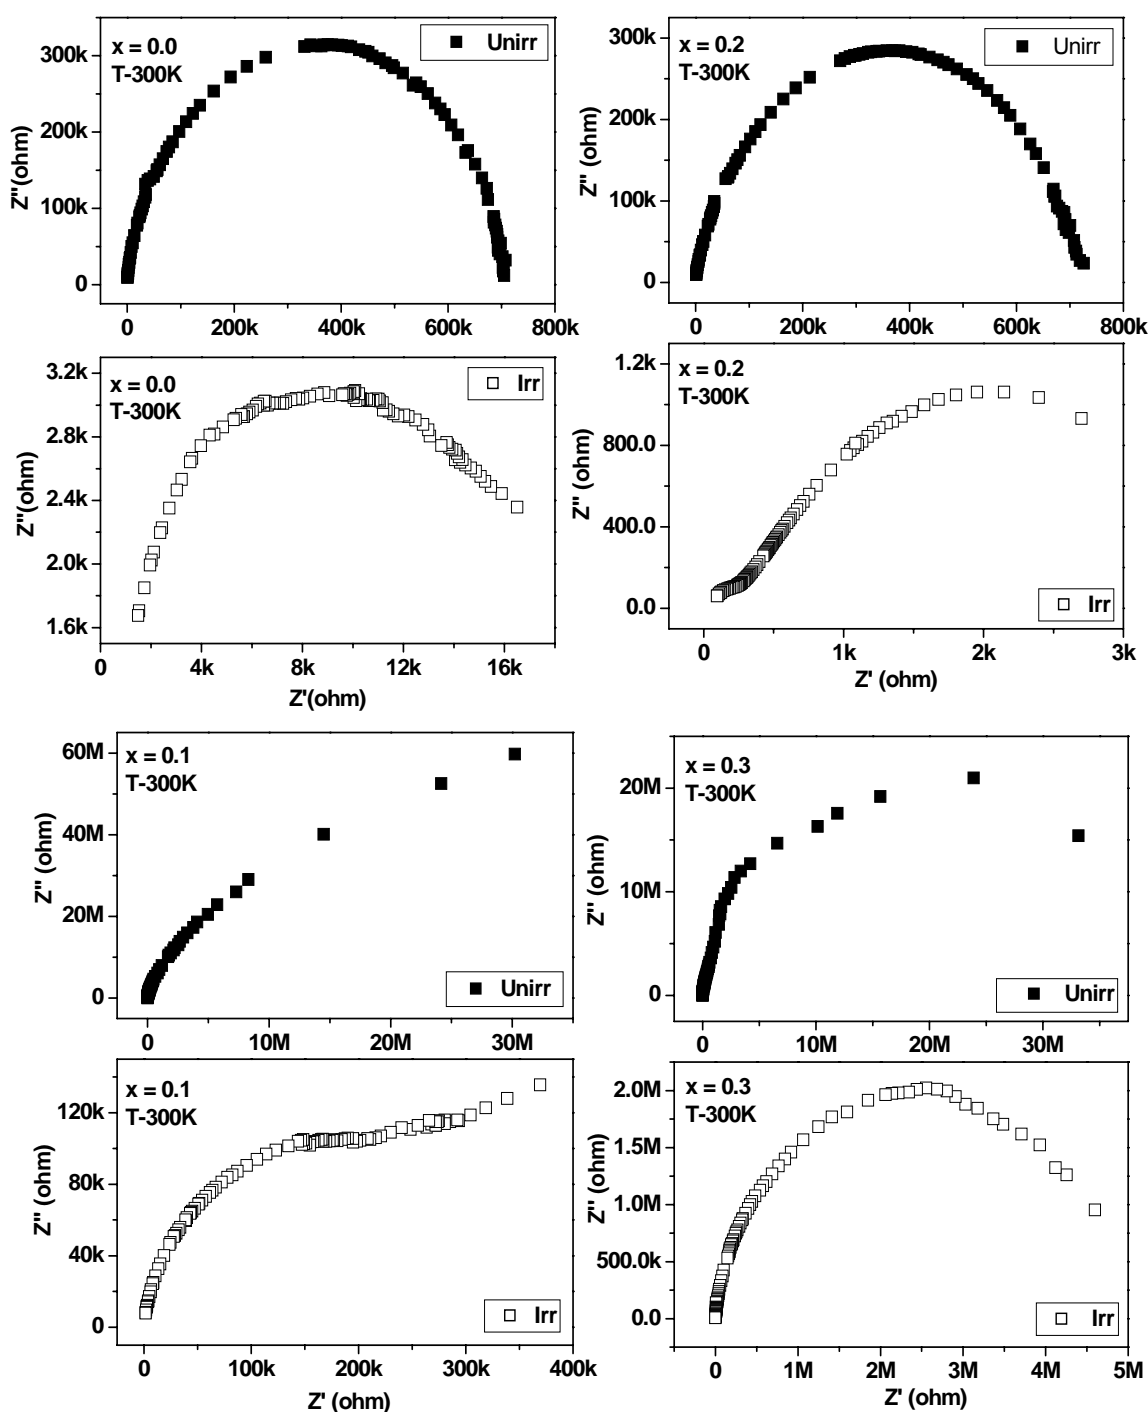 x = 0.0
T-300K
Unirr
300k
200k
100k
0
Z''(ohm)
0 200k 400k 600k 800k
x = 0.2
T-300K
Unirr
300k
200k
100k
0
Z'' (ohm)
0 200k 400k 600k 800k
x = 0.0
T-300K
Irr
3.2k
2.8k
2.4k
2.0k
1.6k
Z''(ohm)
0 4k 8k 12k 16k
Z'(ohm)
x = 0.2
T-300K
Irr
1.2k
800.0
400.0
0.0
Z'' (ohm)
0 1k 2k 3k
Z' (ohm)
x = 0.1
T-300K
Unirr
60M
40M
20M
0
Z'' (ohm)
0 10M 20M 30M
x = 0.3
T-300K
Unirr
20M
10M
0
Z'' (ohm)
0 10M 20M 30M
x = 0.1
T-300K
Irr
120k
80k
40k
0
Z'' (ohm)
0 100k 200k 300k 400k
Z' (ohm)
x = 0.3
T-300K
Irr
2.0M
1.5M
1.0M
500.0k
0.0
Z'' (ohm)
0 1M 2M 3M 4M 5M
Z' (ohm)